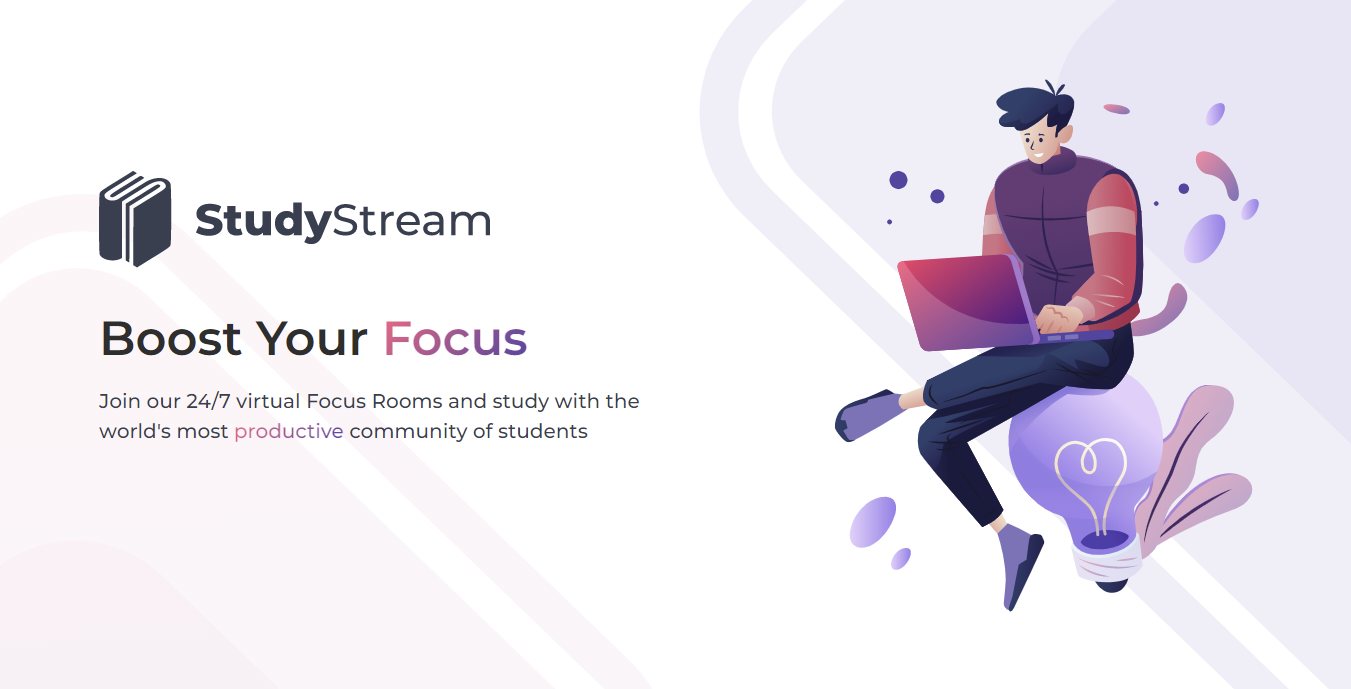 StudyStream
Boost Your Focus
Join our 24/7 virtual Focus Rooms and study with the
world's most productive community of students